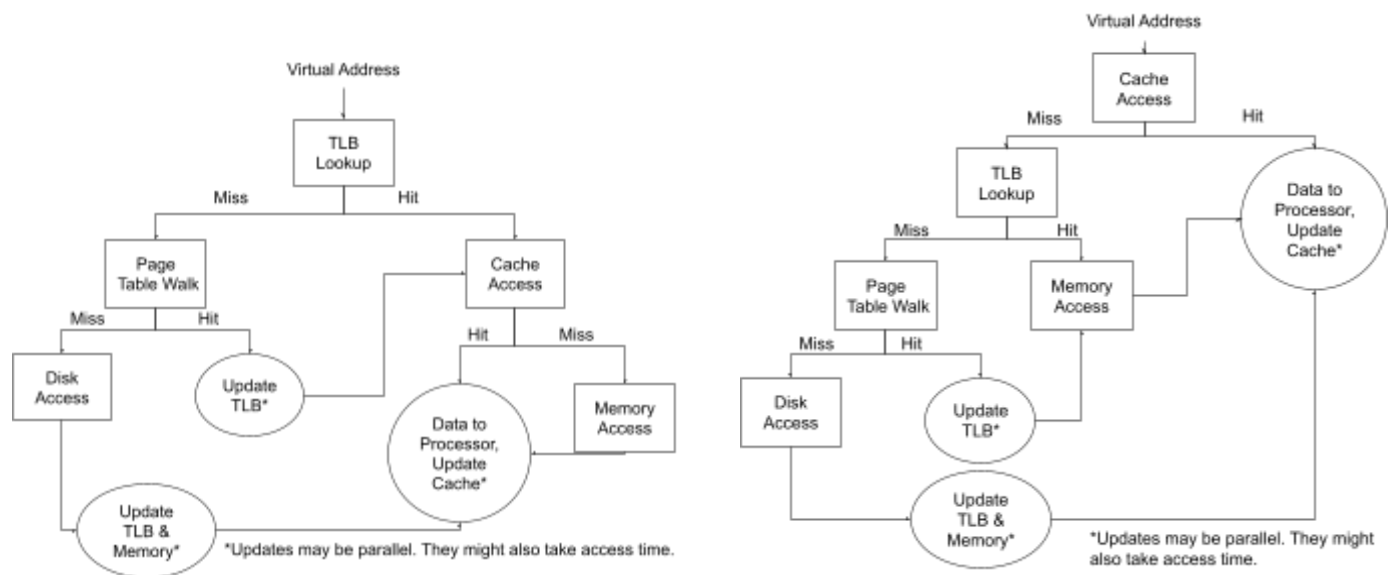 Virtual Address
TLB
Lookup
Miss
Hit
Page
Table Walk
Cache
Access
Miss
Hit
Hit
Miss
Disk
Access
Update
TLB*
Data to
Processor,
Update
Cache*
Memory
Access
Update
TLB &
Memory*
*Updates may be parallel. They might also take access time.
Virtual Address
Cache
Access
Miss
Hit
TLB
Lookup
Data to
Processor,
Update
Cache*
Miss
Hit
Page
Table Walk
Memory
Access
Miss
Hit
Disk
Access
Update
TLB*
Update
TLB &
Memory*
*Updates may be parallel. They might
also take access time.